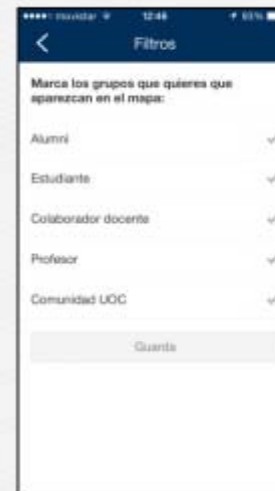 movistar 12:46 65%
Filtros
Marca los grupos que quieres que
aparezcan en el mapa:
Alumni
Estudiante
Colaborador docente
Profesor
Comunidad UOC
Guarda